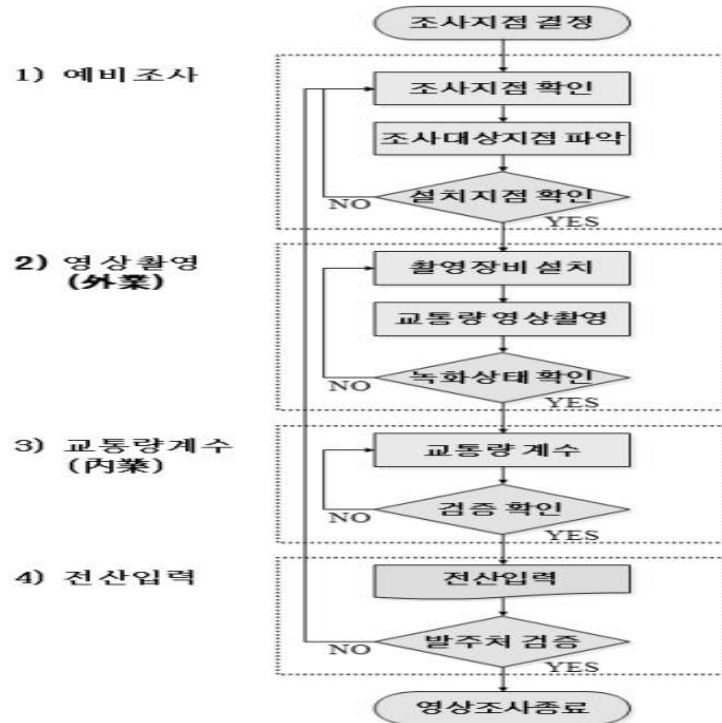 조사지점 결정
1) 예비조사
조사지점 확인
조사대상지점 파악
설치지점 확인
NO
YES
2) 영상촬영
(外業)
촬영장비 설치
교통량 영상촬영
녹화상태 확인
NO
YES
3) 교통량계수
(內業)
교통량 계수
검증 확인
NO
YES
4) 전산입력
전산입력
발주처 검증
NO
YES
영상조사종료